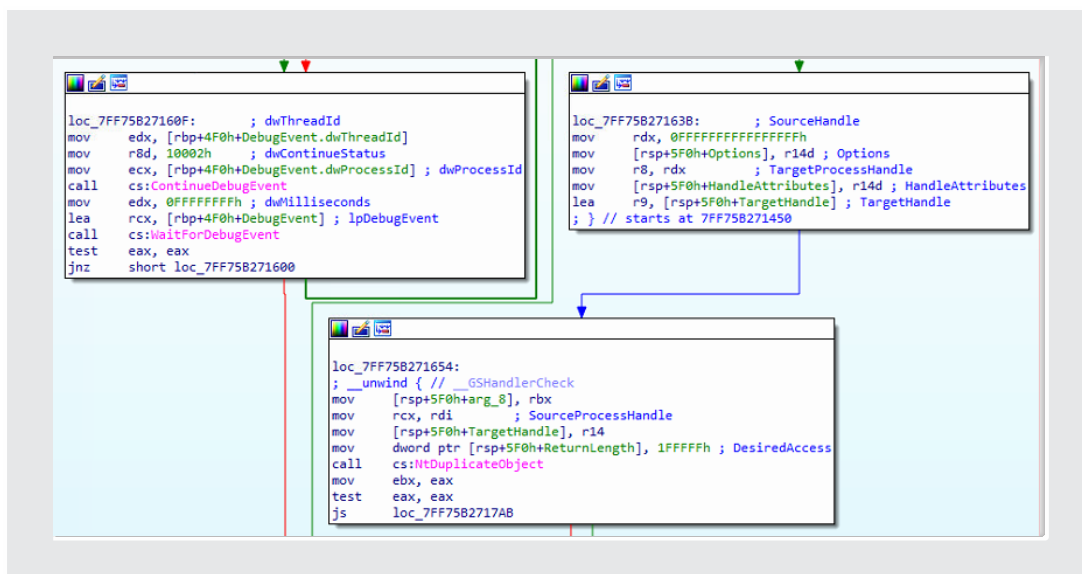 loc_7FF75B27160F: ; dwThreadId
mov edx, [rbp+4F0h+DebugEvent.dwThreadId]
mov r8d, 10002h ; dwContinueStatus
mov ecx, [rbp+4F0h+DebugEvent.dwProcessId] ; dwProcessId
call cs:ContinueDebugEvent
mov edx, 0FFFFFFFFh ; dwMilliseconds
lea rcx, [rbp+4F0h+DebugEvent] ; lpDebugEvent
call cs:WaitForDebugEvent
test eax, eax
jnz short loc_7FF75B271600
loc_7FF75B27163B: ; SourceHandle
mov rdx, 0FFFFFFFFFFFFFFFFh
mov [rsp+5F0h+Options], r14d ; Options
mov r8, rdx ; TargetProcessHandle
mov [rsp+5F0h+HandleAttributes], r14d ; HandleAttributes
lea r9, [rsp+5F0h+TargetHandle] ; TargetHandle
; } // starts at 7FF75B271450
loc_7FF75B271654:
; __unwind { // __GSHandlerCheck
mov [rsp+5F0h+arg_8], rbx
mov rcx, rdi ; SourceProcessHandle
mov [rsp+5F0h+TargetHandle], r14
mov dword ptr [rsp+5F0h+ReturnLength], 1FFFFFh ; DesiredAccess
call cs:NtDuplicateObject
mov ebx, eax
test eax, eax
js loc_7FF75B2717AB